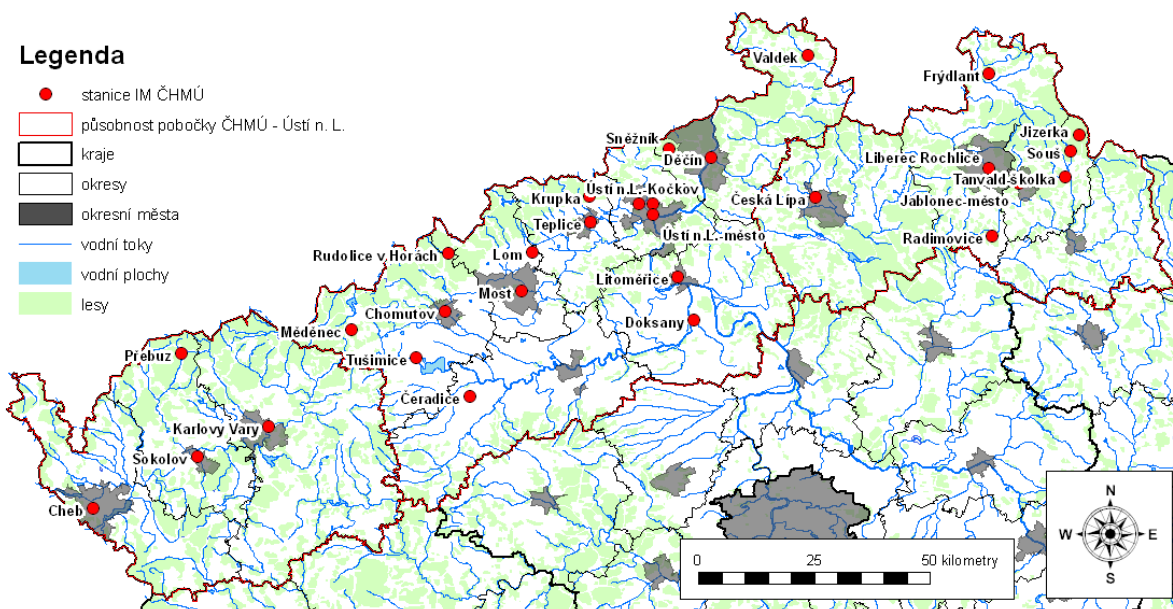 Legenda
stanice IM ČHMÚ
působnost pobočky ČHMÚ - Ústí n. L.
kraje
okresy
okresní města
vodní toky
vodní plochy
lesy
Valdek
Frýdlant
Jizerka
Sněžník
Souš
Děčín
Liberec Rochlice
Tanvald-školka
Ústí n.L.-Kočkov
Krupka
Česká Lípa
Jablonec-město
Teplice
Ústí n.L.-město
Radimovice
Lom
Rudolice v Horách
Litoměřice
Most
Chomutov
Doksany
Měděnec
Přebuz
Tušimice
Čeradice
Karlovy Vary
Sokolov
Cheb
0 25 50 kilometry
N
W E
S